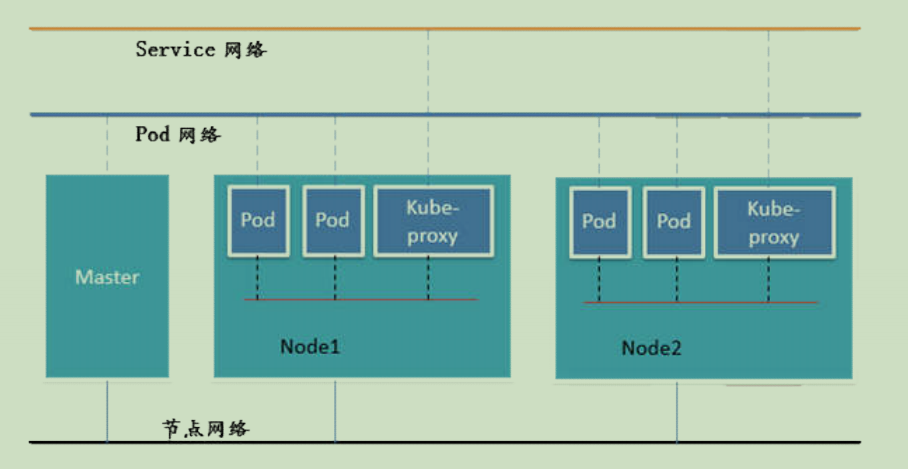 Service 网络
Pod 网络
Master
Pod
Pod
Kube-
proxy
Node1
Pod
Pod
Kube-
proxy
Node2
节点网络